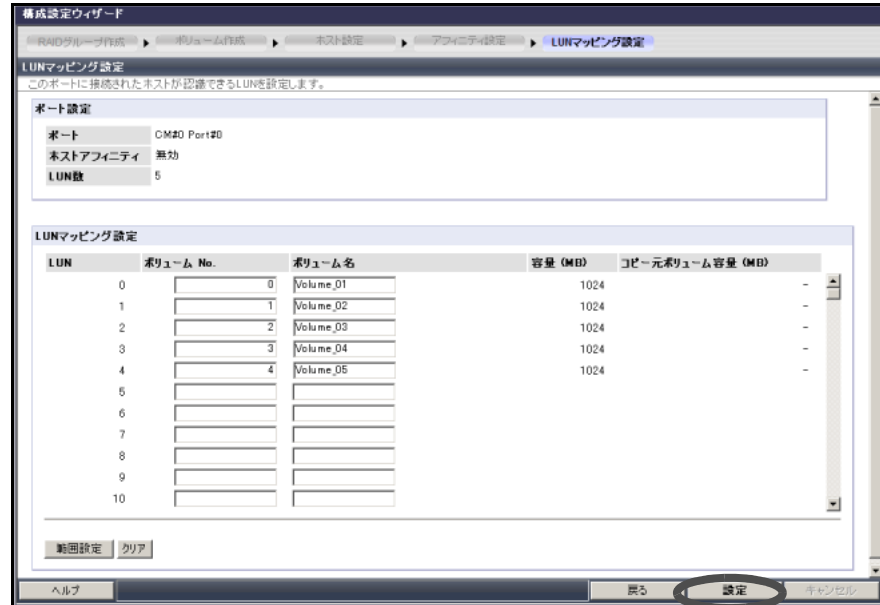 構成設定ウィザード
RAIDグループ作成 ボリューム作成 ホスト設定 アフィニティ設定 LUNマッピング設定
LUNマッピング設定
このポートに接続されたホストが認識できるLUNを設定します。
ポート設定
ポート CM#0 Port#0
ホストアフィニティ 無効
LUN数 5
LUNマッピング設定
LUN ボリューム No. ボリューム名 容量 (MB) コピー元ボリューム容量 (MB)
0 0 Volume_01 1024 -
1 1 Volume_02 1024 -
2 2 Volume_03 1024 -
3 3 Volume_04 1024 -
4 4 Volume_05 1024 -
5
6
7
8
9
10
範囲設定 クリア
ヘルプ 戻る 設定 キャンセル